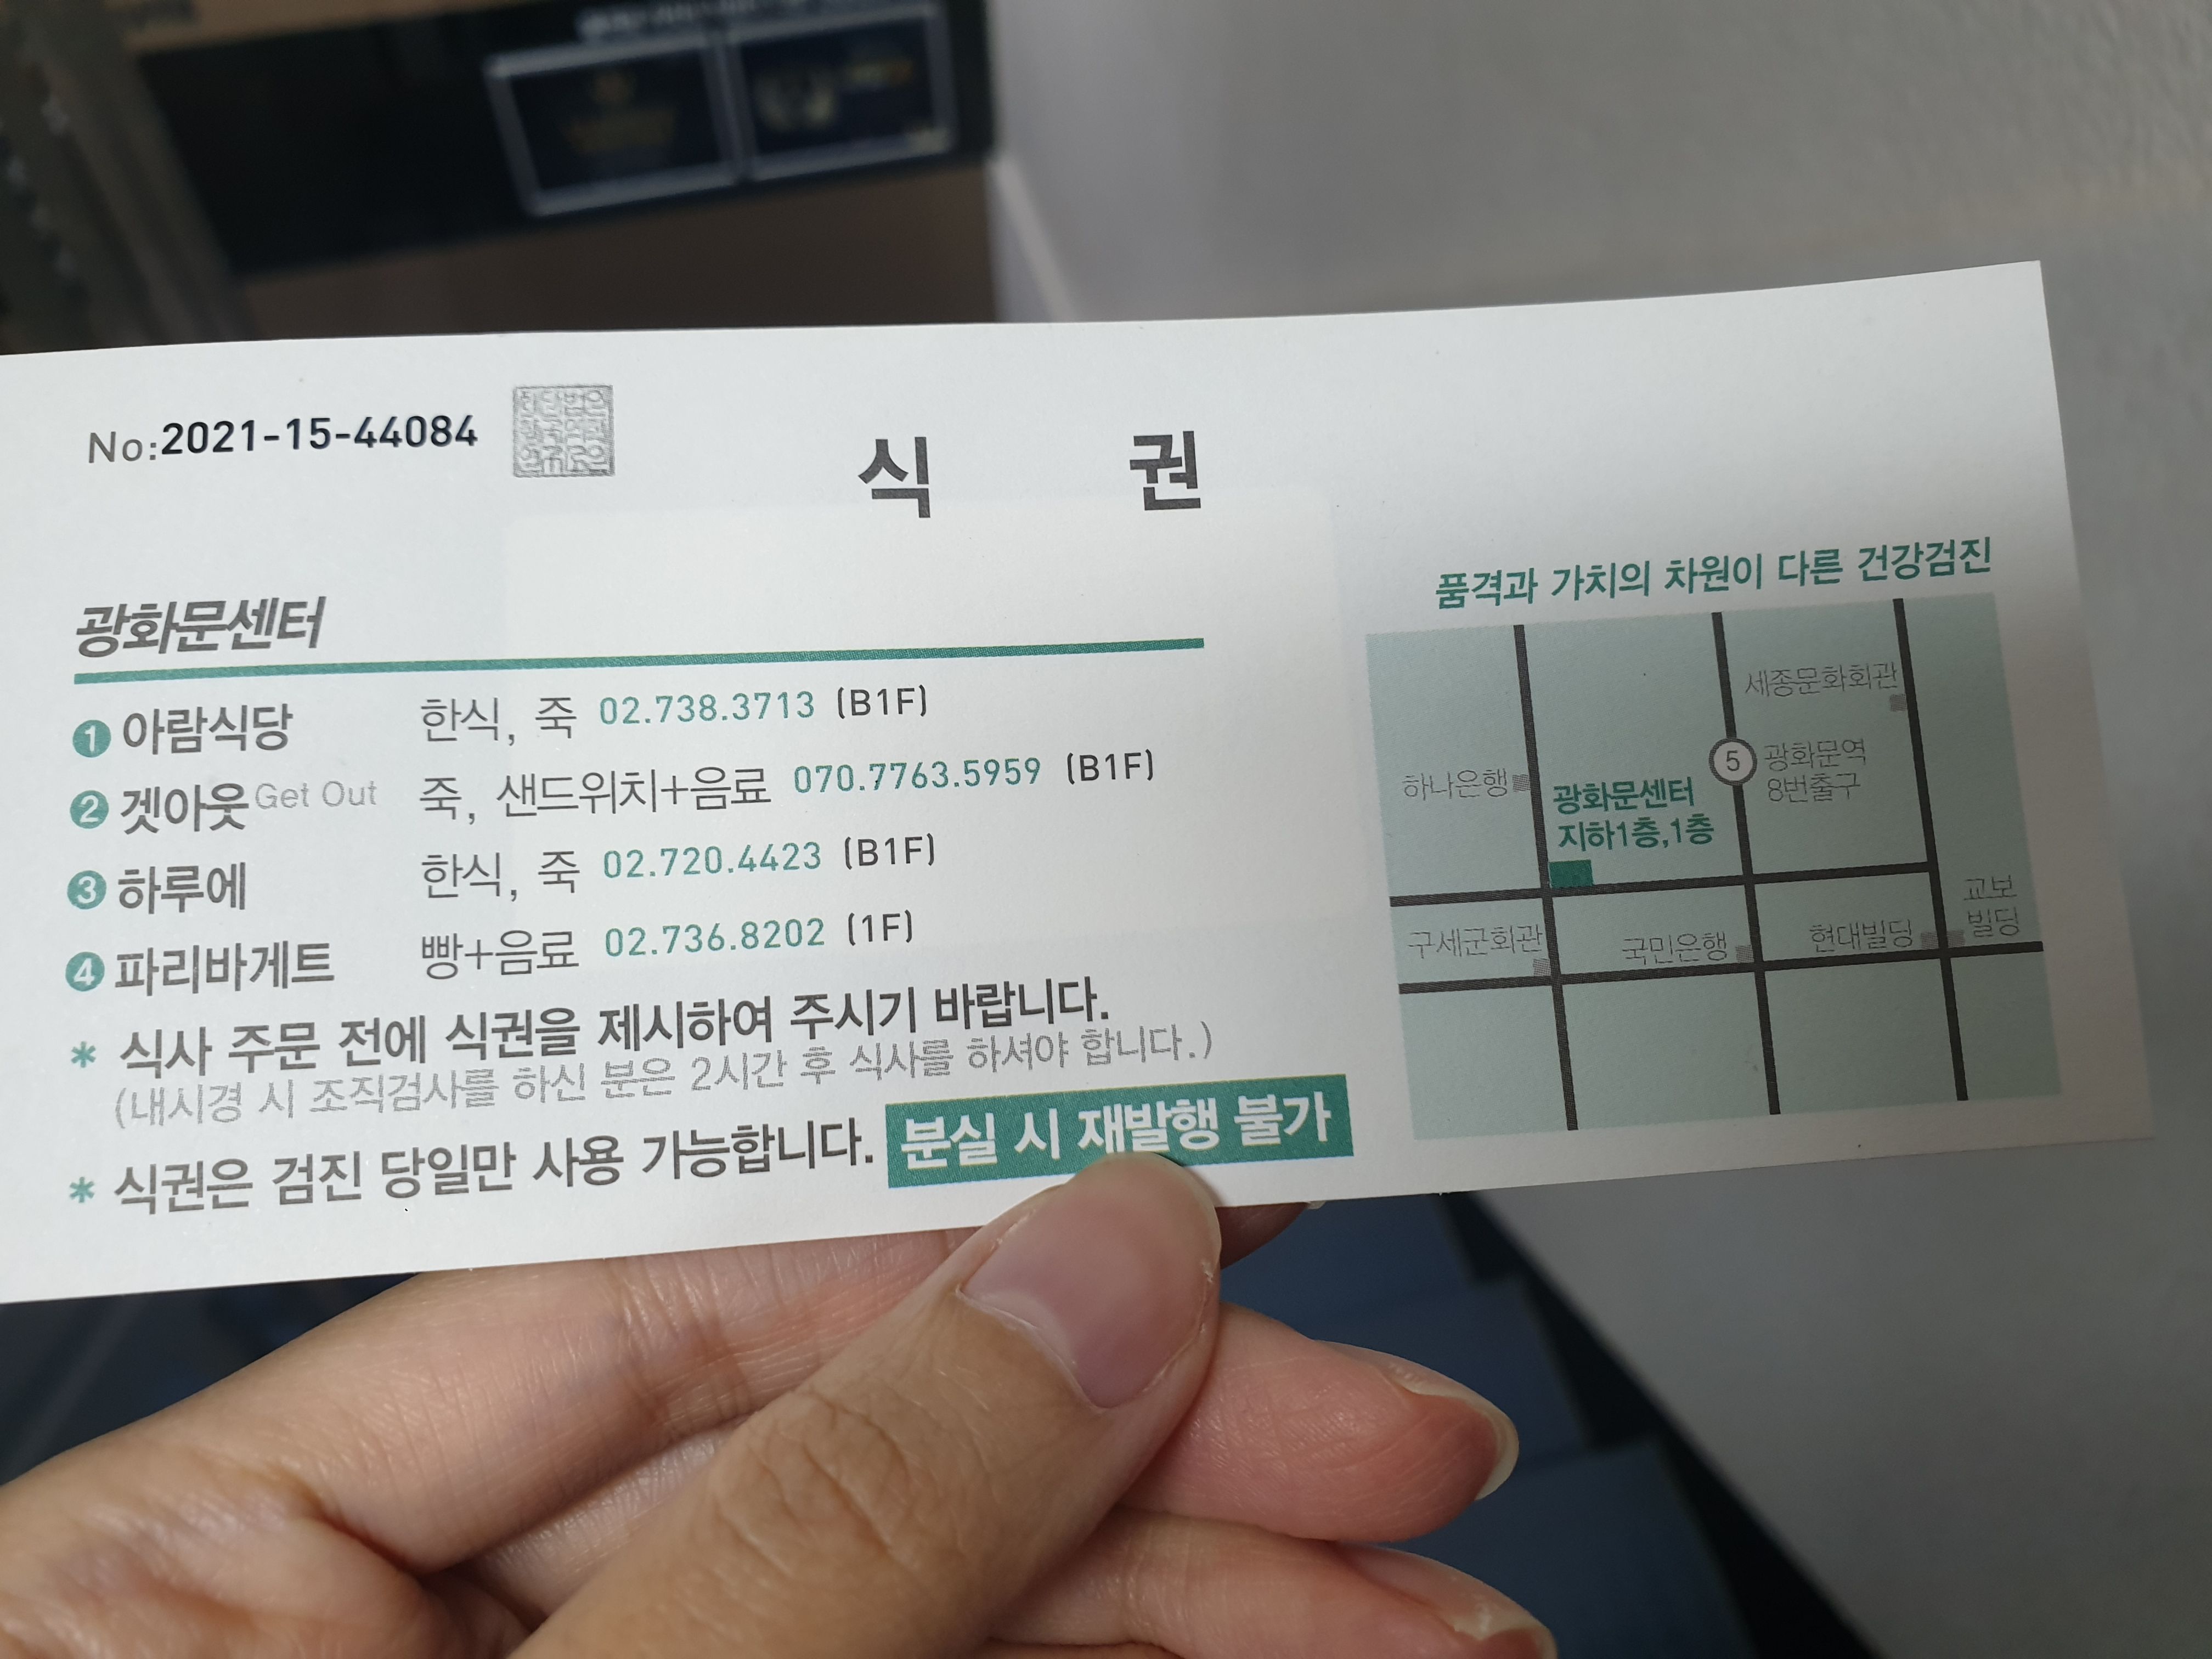 No:2021-15-44084
식 권
광화문센터
1 아람식당 한식, 죽 02.738.3713 (B1F)
2 겟아웃 Get Out 죽, 샌드위치+음료 070.7763.5959 (B1F)
3 하루에 한식, 죽 02.720.4423 (B1F)
4 파리바게트 빵+음료 02.736.8202 (1F)
* 식사 주문 전에 식권을 제시하여 주시기 바랍니다.
(내시경 시 조직검사를 하신 분은 2시간 후 식사를 하셔야 합니다.)
* 식권은 검진 당일만 사용 가능합니다. 분실 시 재발행 불가
품격과 가치의 차원이 다른 건강검진
세종문화회관
5 광화문역
8번출구
하나은행
광화문센터
지하1층,1층
구세군회관
국민은행
현대빌딩
교보
빌딩